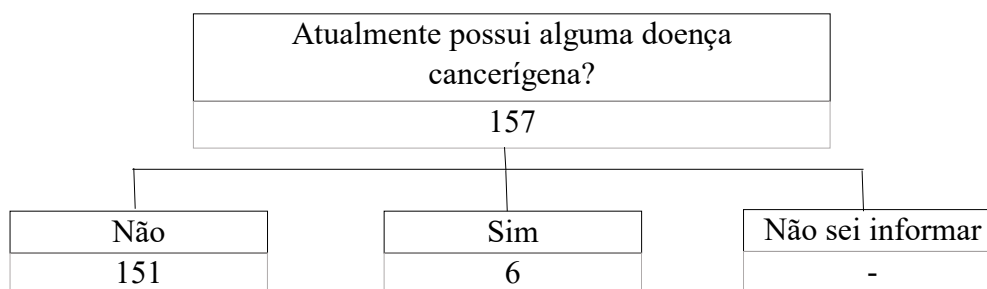 Atualmente possui alguma doença
cancerígena?
157
Não
Sim
Não sei informar
151
6
-